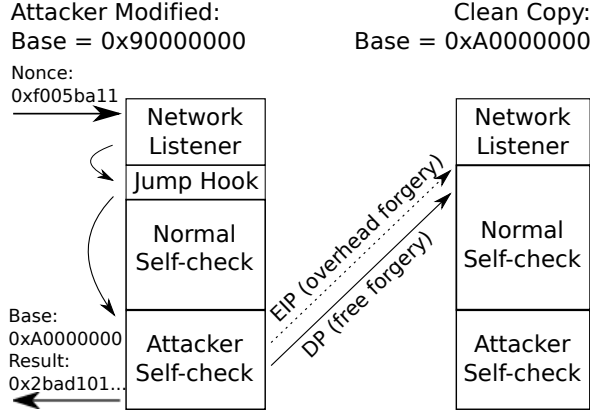 Attacker Modified:
Base = 0x90000000
Clean Copy:
Base = 0xA0000000
Nonce:
0xf005ba11
Network
Listener
Jump Hook
Normal
Self-check
Attacker
Self-check
Base:
0xA0000000
Result:
0x2bad101...
EIP (overhead forgery)
DP (free forgery)
Network
Listener
Normal
Self-check
Attacker
Self-check